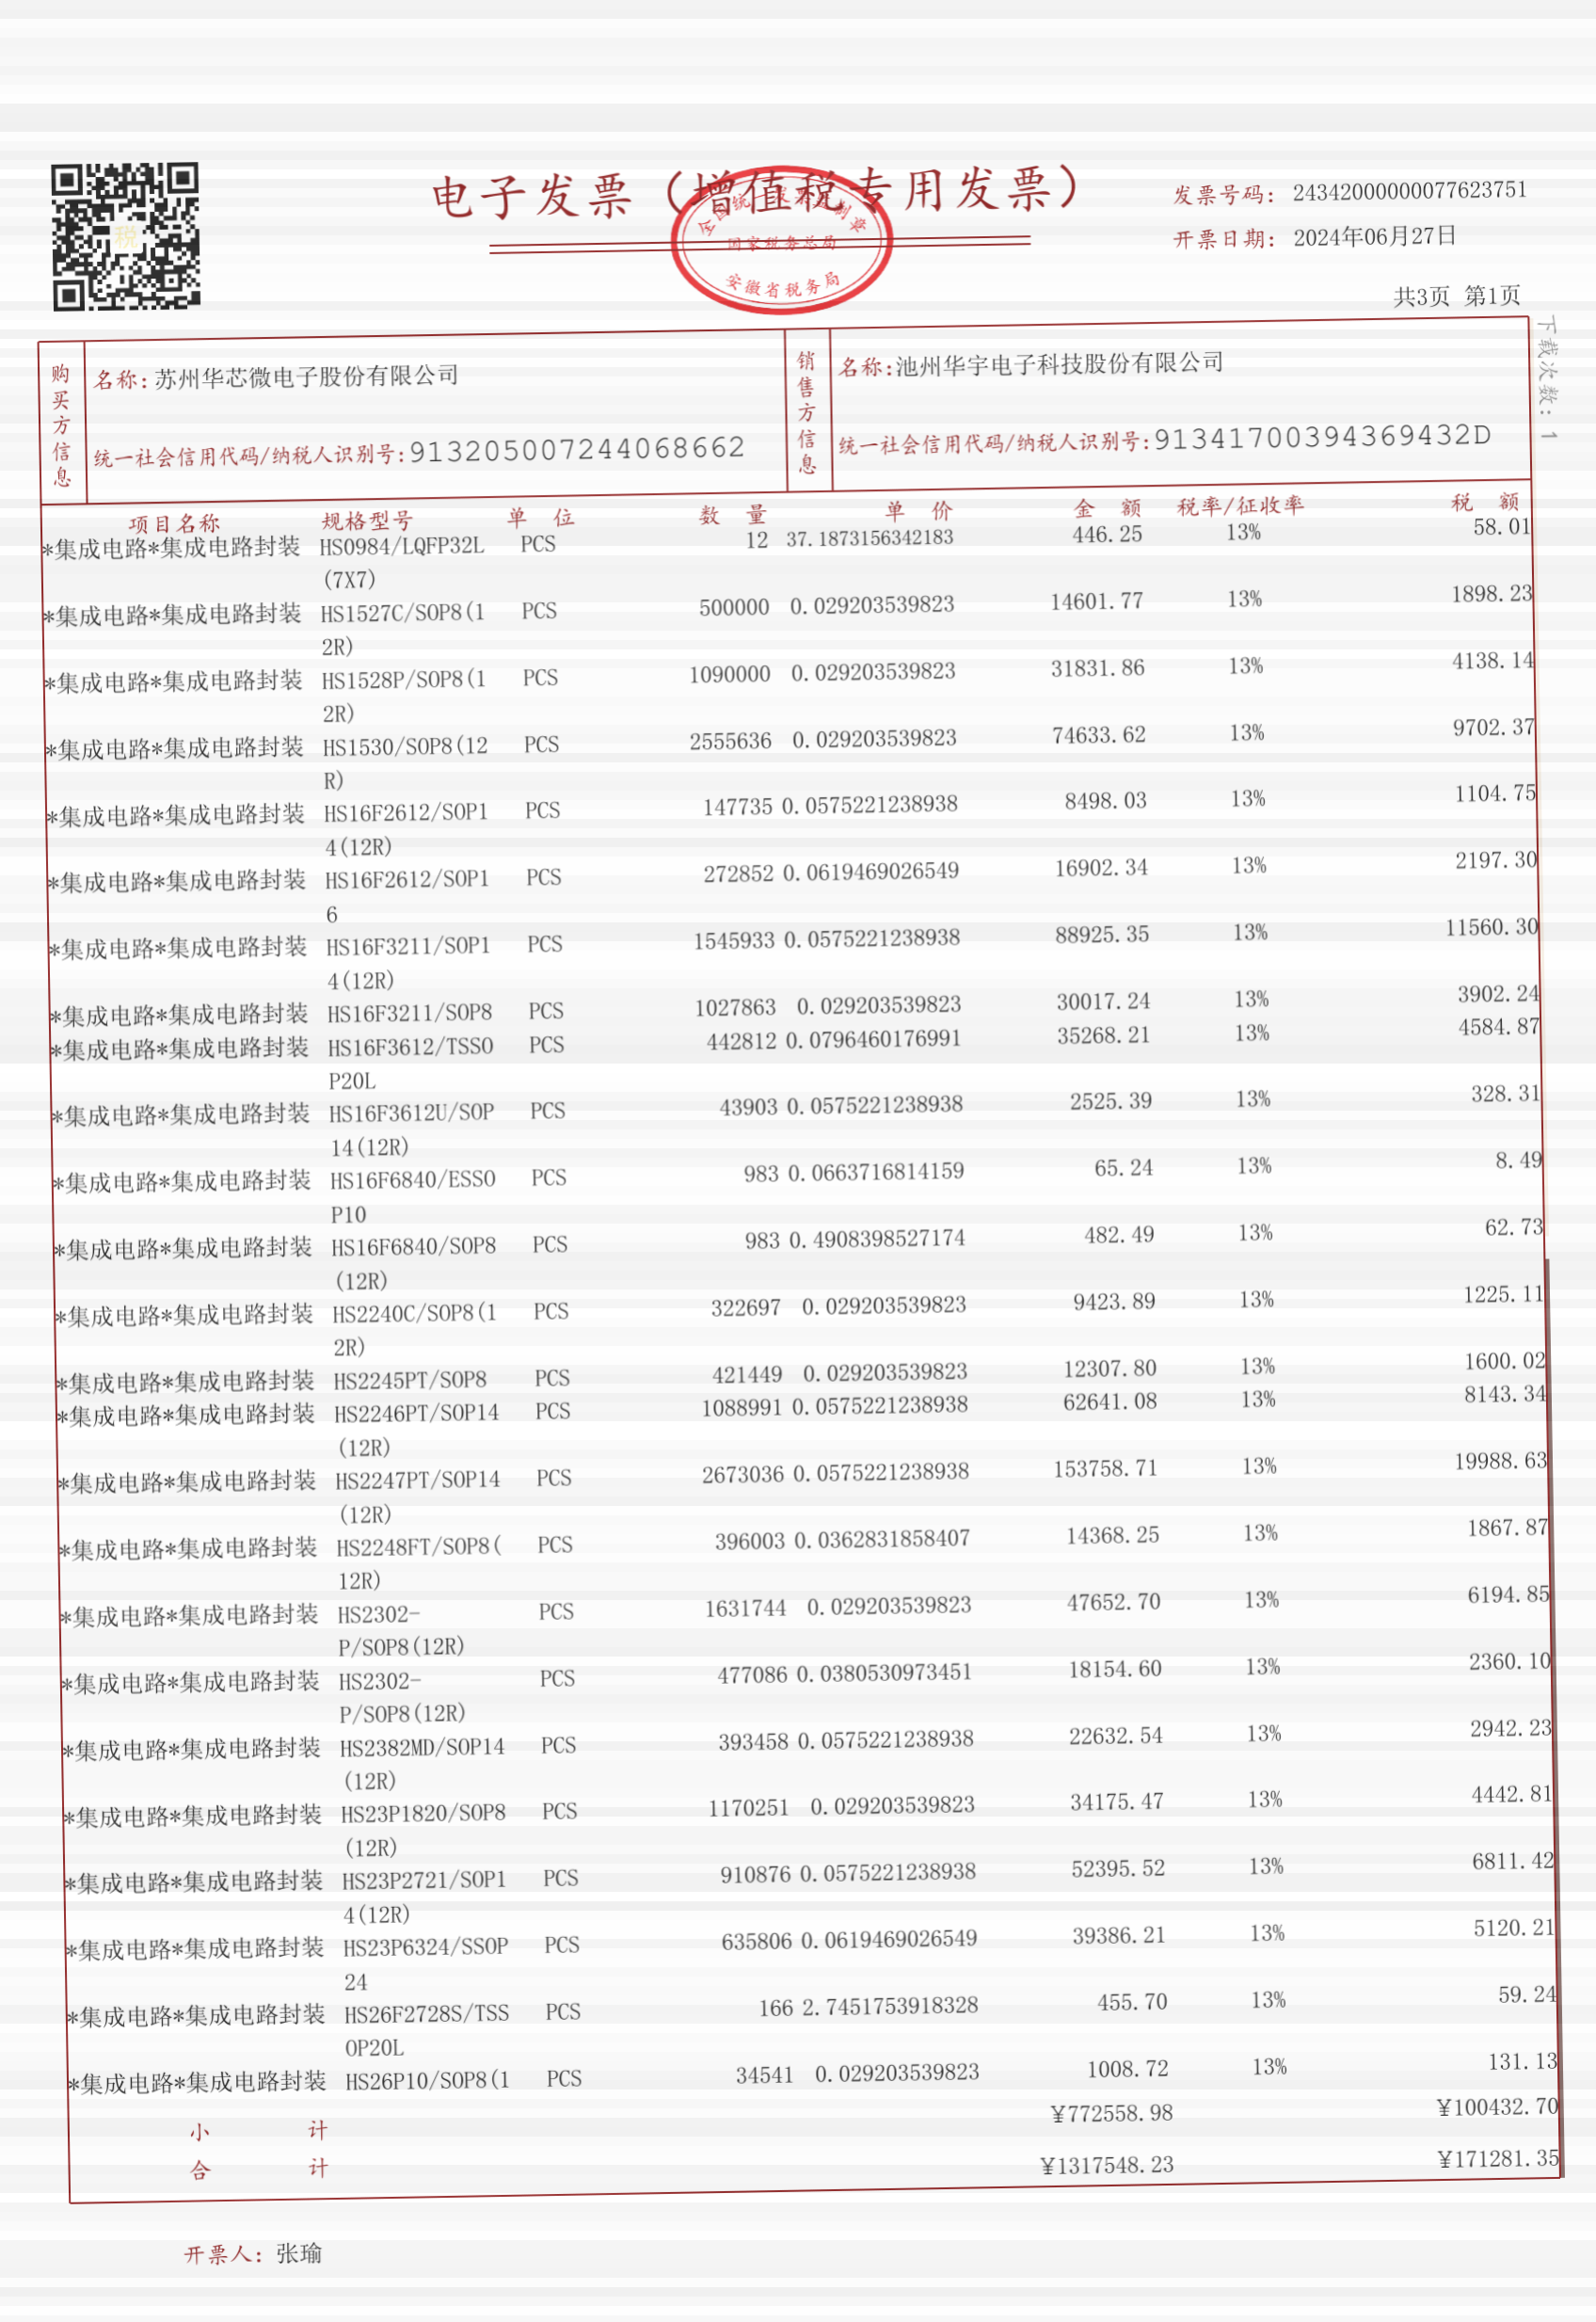 电子发票（增值税专用发票）
全国统一发票监制章
国家税务总局
安徽省税务局
税
发票号码：24342000000077623751
开票日期：2024年06月27日
共3页 第1页
下载次数：1
购买方信息
名称：苏州华芯微电子股份有限公司
统一社会信用代码/纳税人识别号：913205007244068662
销售方信息
名称：池州华宇电子科技股份有限公司
统一社会信用代码/纳税人识别号：91341700394369432D
项目名称 规格型号 单 位 数 量 单 价 金 额 税率/征收率 税 额
*集成电路*集成电路封装 HS0984/LQFP32L PCS 12 37.1873156342183 446.25 13% 58.01
(7X7)
*集成电路*集成电路封装 HS1527C/SOP8(1 PCS 500000 0.029203539823 14601.77 13% 1898.23
2R)
*集成电路*集成电路封装 HS1528P/SOP8(1 PCS 1090000 0.029203539823 31831.86 13% 4138.14
2R)
*集成电路*集成电路封装 HS1530/SOP8(12 PCS 2555636 0.029203539823 74633.62 13% 9702.37
R)
*集成电路*集成电路封装 HS16F2612/SOP1 PCS 147735 0.0575221238938 8498.03 13% 1104.75
4(12R)
*集成电路*集成电路封装 HS16F2612/SOP1 PCS 272852 0.0619469026549 16902.34 13% 2197.30
6
*集成电路*集成电路封装 HS16F3211/SOP1 PCS 1545933 0.0575221238938 88925.35 13% 11560.30
4(12R)
*集成电路*集成电路封装 HS16F3211/SOP8 PCS 1027863 0.029203539823 30017.24 13% 3902.24
*集成电路*集成电路封装 HS16F3612/TSSO PCS 442812 0.0796460176991 35268.21 13% 4584.87
P20L
*集成电路*集成电路封装 HS16F3612U/SOP PCS 43903 0.0575221238938 2525.39 13% 328.31
14(12R)
*集成电路*集成电路封装 HS16F6840/ESSO PCS 983 0.0663716814159 65.24 13% 8.49
P10
*集成电路*集成电路封装 HS16F6840/SOP8 PCS 983 0.4908398527174 482.49 13% 62.73
(12R)
*集成电路*集成电路封装 HS2240C/SOP8(1 PCS 322697 0.029203539823 9423.89 13% 1225.11
2R)
*集成电路*集成电路封装 HS2245PT/SOP8 PCS 421449 0.029203539823 12307.80 13% 1600.02
*集成电路*集成电路封装 HS2246PT/SOP14 PCS 1088991 0.0575221238938 62641.08 13% 8143.34
(12R)
*集成电路*集成电路封装 HS2247PT/SOP14 PCS 2673036 0.0575221238938 153758.71 13% 19988.63
(12R)
*集成电路*集成电路封装 HS2248FT/SOP8( PCS 396003 0.0362831858407 14368.25 13% 1867.87
12R)
*集成电路*集成电路封装 HS2302- PCS 1631744 0.029203539823 47652.70 13% 6194.85
P/SOP8(12R)
*集成电路*集成电路封装 HS2302- PCS 477086 0.0380530973451 18154.60 13% 2360.10
P/SOP8(12R)
*集成电路*集成电路封装 HS2382MD/SOP14 PCS 393458 0.0575221238938 22632.54 13% 2942.23
(12R)
*集成电路*集成电路封装 HS23P1820/SOP8 PCS 1170251 0.029203539823 34175.47 13% 4442.81
(12R)
*集成电路*集成电路封装 HS23P2721/SOP1 PCS 910876 0.0575221238938 52395.52 13% 6811.42
4(12R)
*集成电路*集成电路封装 HS23P6324/SSOP PCS 635806 0.0619469026549 39386.21 13% 5120.21
24
*集成电路*集成电路封装 HS26F2728S/TSS PCS 166 2.7451753918328 455.70 13% 59.24
OP20L
*集成电路*集成电路封装 HS26P10/SOP8(1 PCS 34541 0.029203539823 1008.72 13% 131.13
小 计 ¥772558.98 ¥100432.70
合 计 ¥1317548.23 ¥171281.35
开票人：张瑜